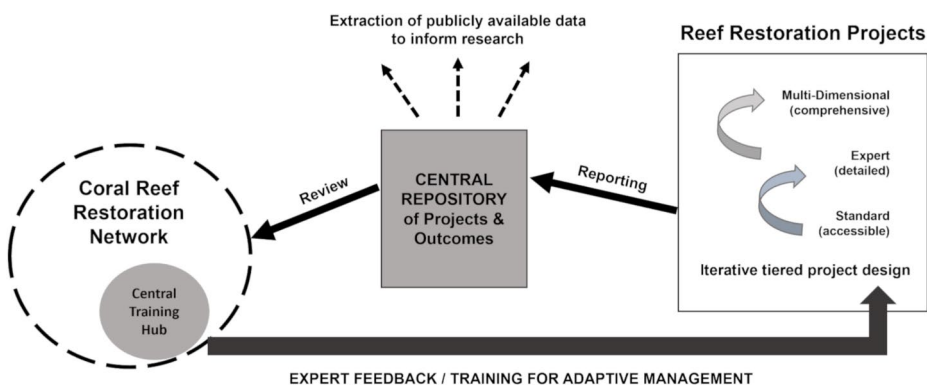 Extraction of publicly available data
to inform research
Reef Restoration Projects
Multi-Dimensional
(comprehensive)
Expert
(detailed)
Standard
(accessible)
Iterative tiered project design
Reporting
CENTRAL
REPOSITORY
of Projects &
Outcomes
Review
Coral Reef
Restoration
Network
Central
Training
Hub
EXPERT FEEDBACK / TRAINING FOR ADAPTIVE MANAGEMENT